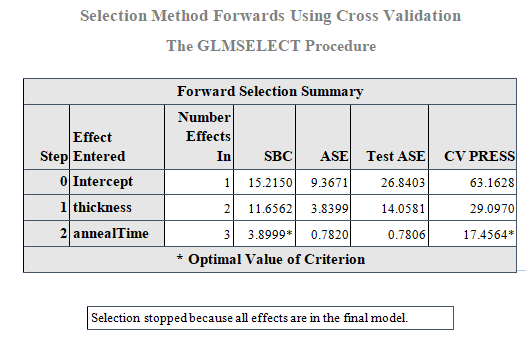 Selection Method Forwards Using Cross Validation
The GLMSELECT Procedure
Forward Selection Summary
Step Effect Entered Number Effects In SBC ASE Test ASE CV PRESS
0 Intercept 1 15.2150 9.3671 26.8403 63.1628
1 thickness 2 11.6562 3.8399 14.0581 29.0970
2 annealTime 3 3.8999* 0.7820 0.7806 17.4564*
* Optimal Value of Criterion
Selection stopped because all effects are in the final model.